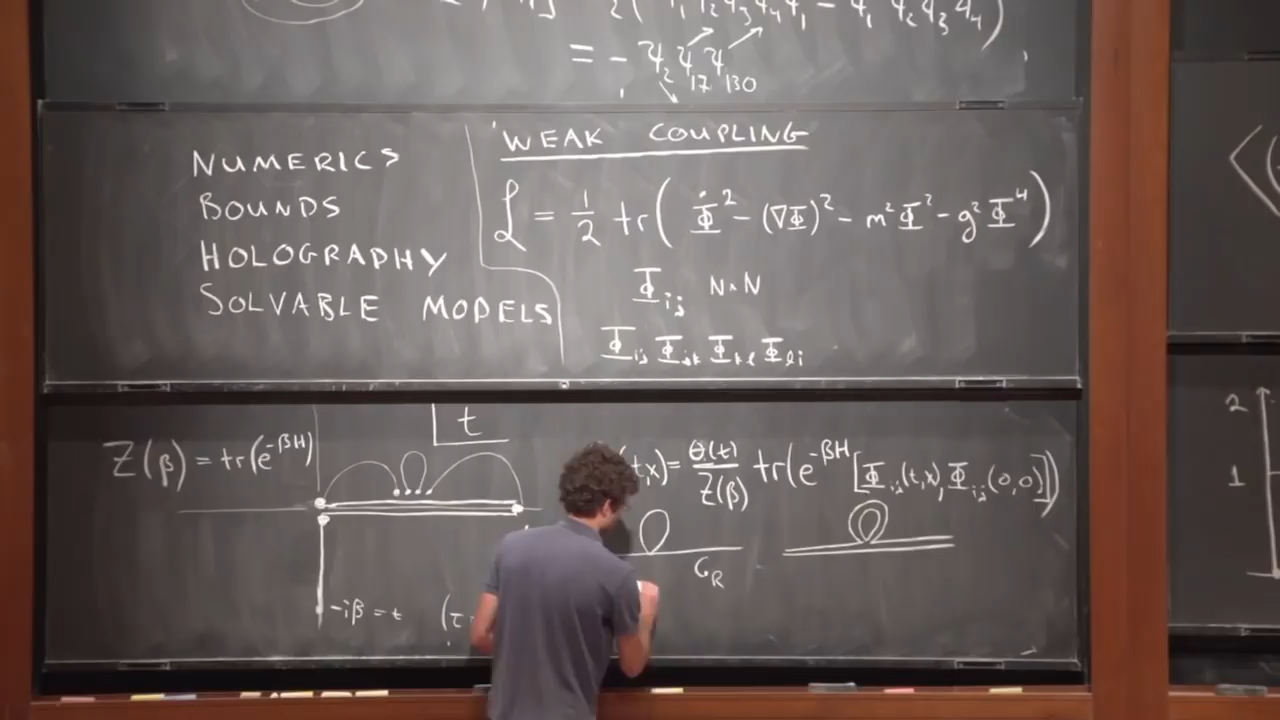 = - ψ₂ ψ₁₇ ψ₁₃₀
NUMERICS
BOUNDS
HOLOGRAPHY
SOLVABLE MODELS
WEAK COUPLING
ℒ = 1/2 tr( Φ̇² - (∇Φ)² - m²Φ² - g²Φ⁴ )
Φᵢⱼ N×N
Φᵢⱼ Φⱼₖ Φₖₗ Φₗᵢ
Z(β) = tr(e^{-βH})
t
-iβ = t (τ
t,x) = θ(t)/Z(β) tr(e^{-βH} [Φᵢⱼ(t,x), Φᵢⱼ(0,0)])
G_R
2
1